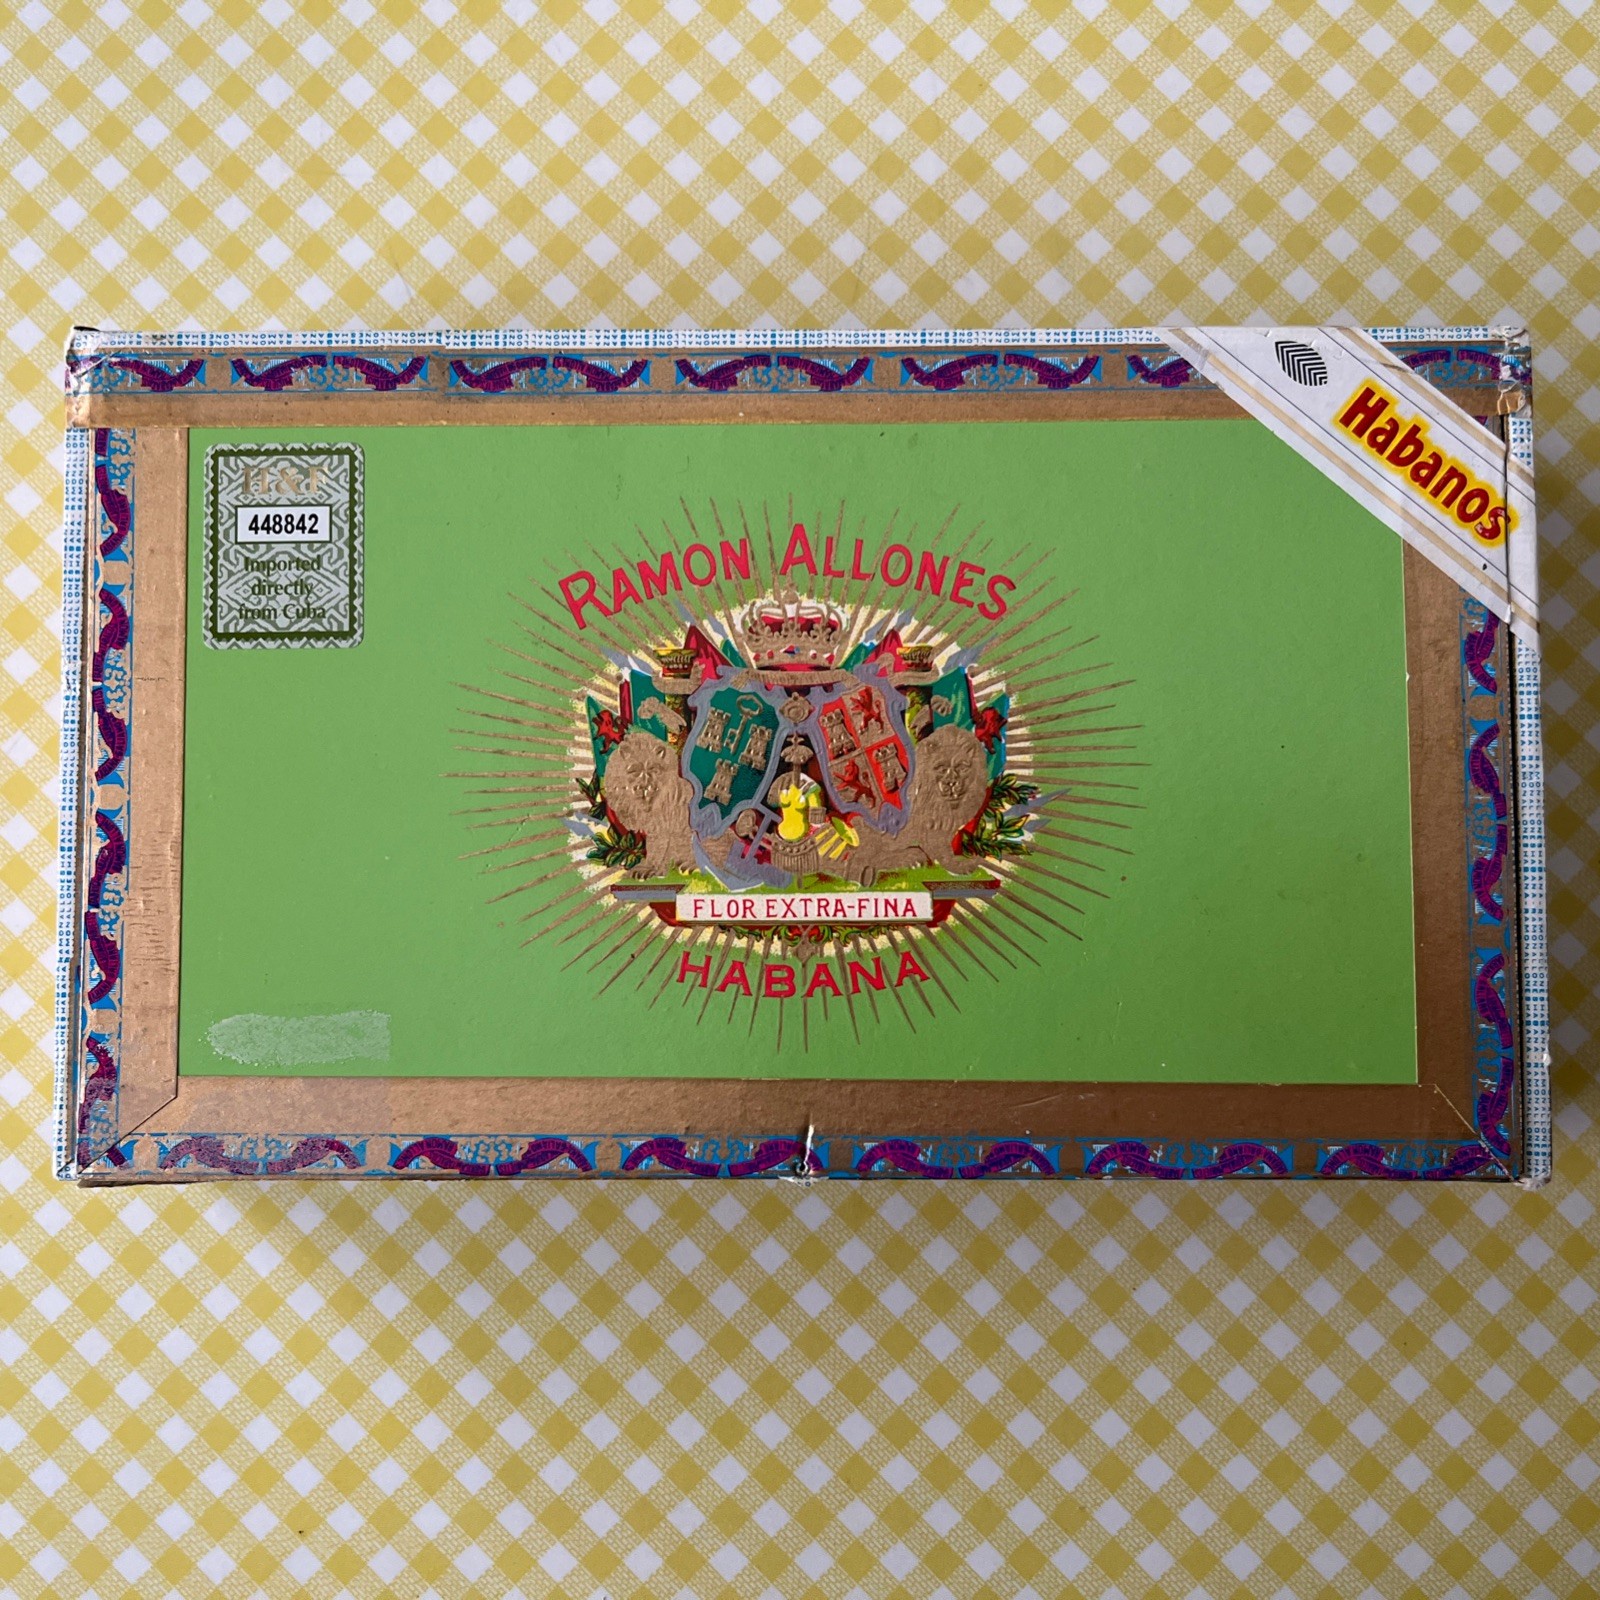 Habanos
H&F
448842
Imported
directly
from Cuba
RAMON ALLONES
FLOR EXTRA-FINA
HABANA